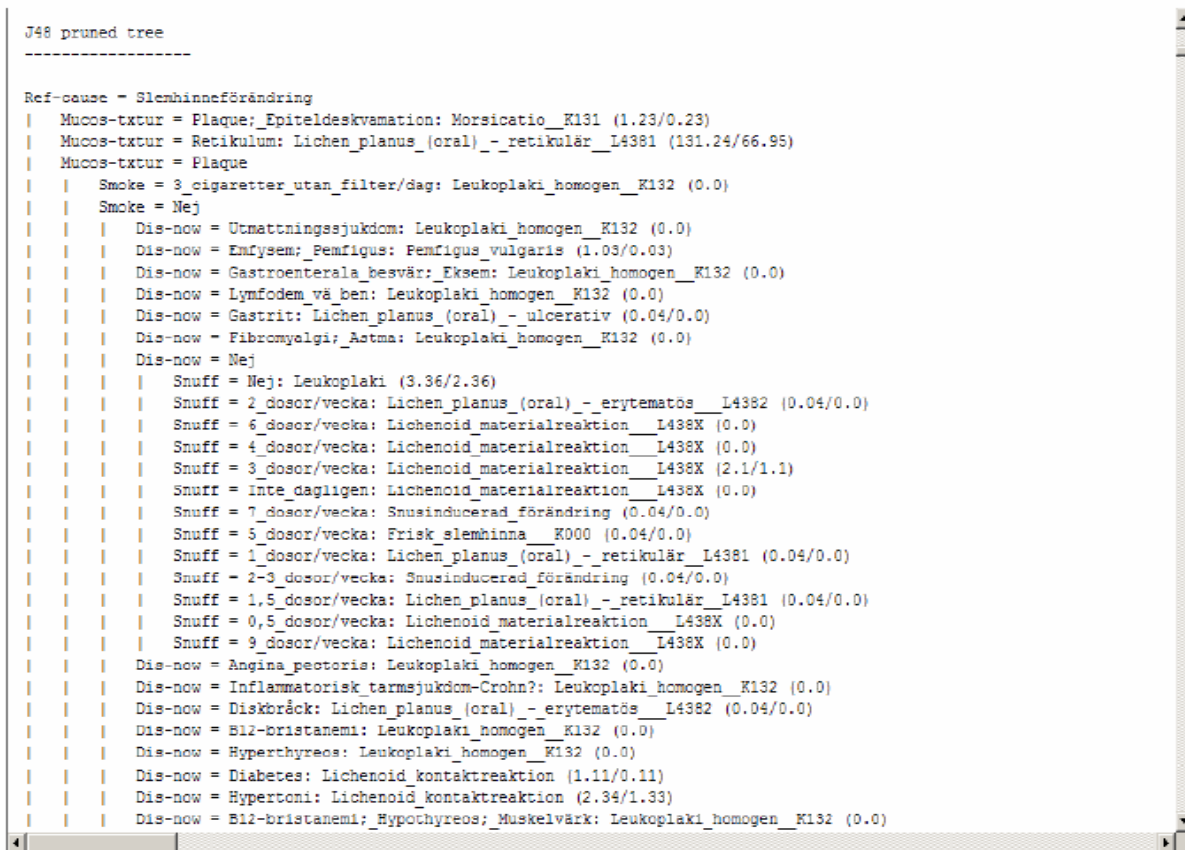 J48 pruned tree
------------------
Ref-cause = Slemhinneförändring
|   Mucos-txtur = Plaque;_Epiteldeskvamation: Morsicatio__K131 (1.23/0.23)
|   Mucos-txtur = Retikulum: Lichen_planus_(oral)_-_retikulär__L4381 (131.24/66.95)
|   Mucos-txtur = Plaque
|   |   Smoke = 3_cigaretter_utan_filter/dag: Leukoplaki_homogen__K132 (0.0)
|   |   Smoke = Nej
|   |   |   Dis-now = Utmattningssjukdom: Leukoplaki_homogen__K132 (0.0)
|   |   |   Dis-now = Emfysem;_Pemfigus: Pemfigus_vulgaris (1.03/0.03)
|   |   |   Dis-now = Gastroenterala_besvär;_Eksem: Leukoplaki_homogen__K132 (0.0)
|   |   |   Dis-now = Lymfodem_vä_ben: Leukoplaki_homogen__K132 (0.0)
|   |   |   Dis-now = Gastrit: Lichen_planus_(oral)_-_ulcerativ (0.04/0.0)
|   |   |   Dis-now = Fibromyalgi;_Astma: Leukoplaki_homogen__K132 (0.0)
|   |   |   Dis-now = Nej
|   |   |   |   Snuff = Nej: Leukoplaki (3.36/2.36)
|   |   |   |   Snuff = 2_dosor/vecka: Lichen_planus_(oral)_-_erytematös___L4382 (0.04/0.0)
|   |   |   |   Snuff = 6_dosor/vecka: Lichenoid_materialreaktion___L438X (0.0)
|   |   |   |   Snuff = 4_dosor/vecka: Lichenoid_materialreaktion___L438X (0.0)
|   |   |   |   Snuff = 3_dosor/vecka: Lichenoid_materialreaktion___L438X (2.1/1.1)
|   |   |   |   Snuff = Inte_dagligen: Lichenoid_materialreaktion___L438X (0.0)
|   |   |   |   Snuff = 7_dosor/vecka: Snusinducerad_förändring (0.04/0.0)
|   |   |   |   Snuff = 5_dosor/vecka: Frisk_slemhinna___K000 (0.04/0.0)
|   |   |   |   Snuff = 1_dosor/vecka: Lichen_planus_(oral)_-_retikulär__L4381 (0.04/0.0)
|   |   |   |   Snuff = 2-3_dosor/vecka: Snusinducerad_förändring (0.04/0.0)
|   |   |   |   Snuff = 1,5_dosor/vecka: Lichen_planus_(oral)_-_retikulär__L4381 (0.04/0.0)
|   |   |   |   Snuff = 0,5_dosor/vecka: Lichenoid_materialreaktion___L438X (0.0)
|   |   |   |   Snuff = 9_dosor/vecka: Lichenoid_materialreaktion___L438X (0.0)
|   |   |   Dis-now = Angina_pectoris: Leukoplaki_homogen__K132 (0.0)
|   |   |   Dis-now = Inflammatorisk_tarmsjukdom-Crohn?: Leukoplaki_homogen__K132 (0.0)
|   |   |   Dis-now = Diskbråck: Lichen_planus_(oral)_-_erytematös___L4382 (0.04/0.0)
|   |   |   Dis-now = B12-bristanemi: Leukoplaki_homogen__K132 (0.0)
|   |   |   Dis-now = Hyperthyreos: Leukoplaki_homogen__K132 (0.0)
|   |   |   Dis-now = Diabetes: Lichenoid_kontaktreaktion (1.11/0.11)
|   |   |   Dis-now = Hypertoni: Lichenoid_kontaktreaktion (2.34/1.33)
|   |   |   Dis-now = B12-bristanemi;_Hypothyreos;_Muskelvärk: Leukoplaki_homogen__K132 (0.0)